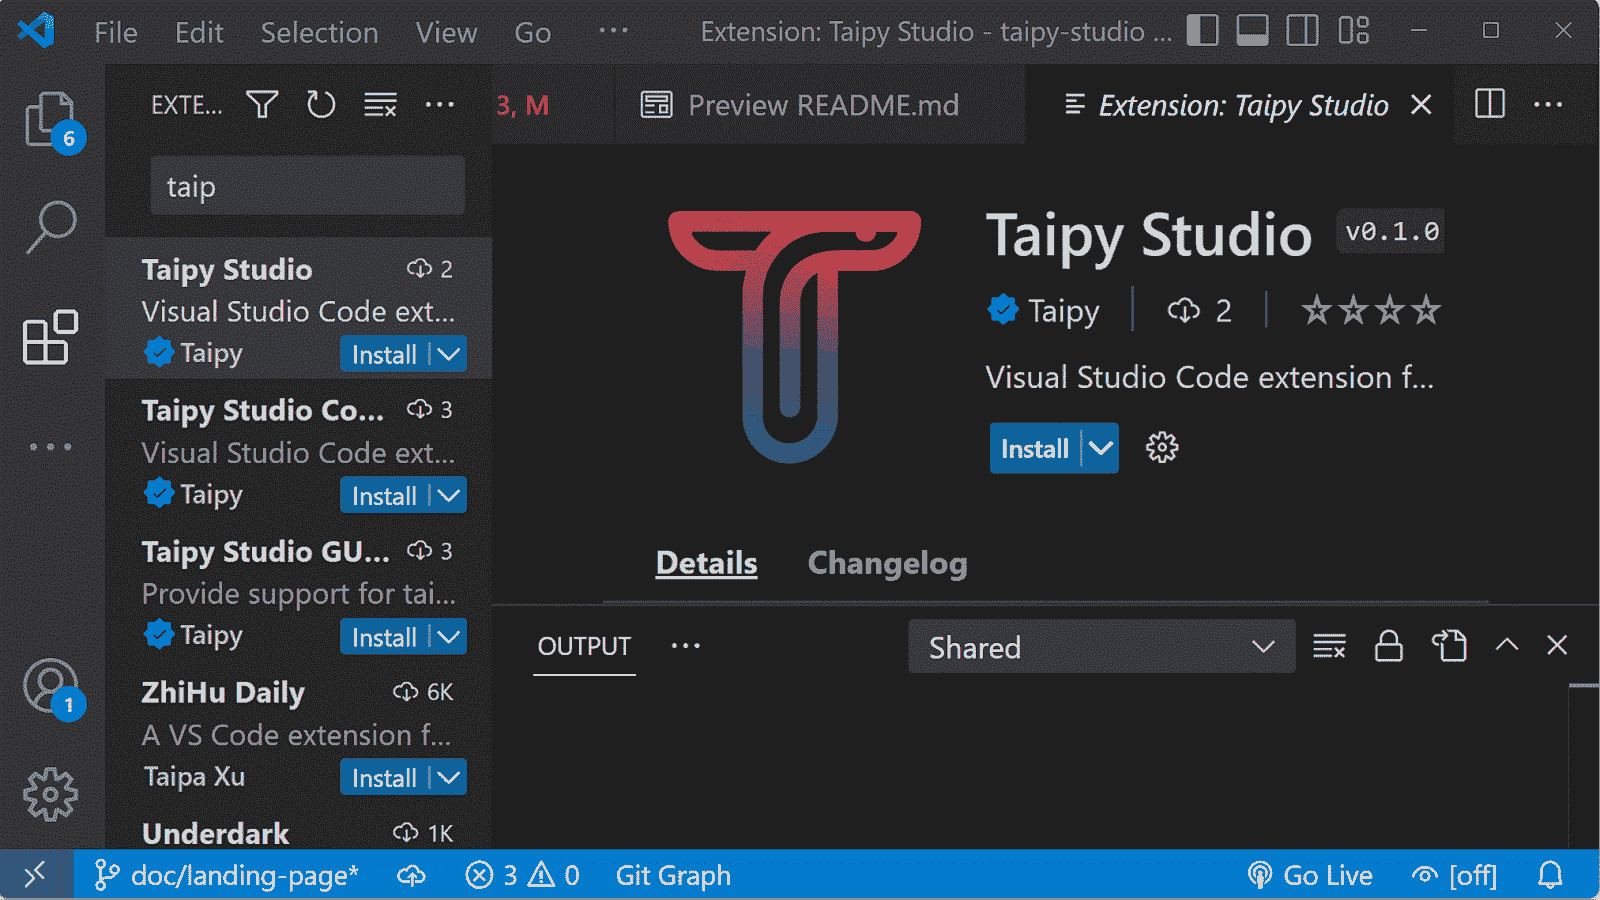 File Edit Selection View Go ··· Extension: Taipy Studio - taipy-studio ...
EXTE... ···
3, M Preview README.md Extension: Taipy Studio ···
6
taip
Taipy Studio 2
Visual Studio Code ext...
Taipy Install
Taipy Studio Co... 3
Visual Studio Code ext...
Taipy Install
Taipy Studio GU... 3
Provide support for tai...
Taipy Install
ZhiHu Daily 6K
A VS Code extension f...
Taipa Xu Install
Underdark 1K
1
Taipy Studio v0.1.0
Taipy 2
Visual Studio Code extension f...
Install
Details Changelog
OUTPUT ··· Shared
doc/landing-page* 3 0 Git Graph Go Live [off]